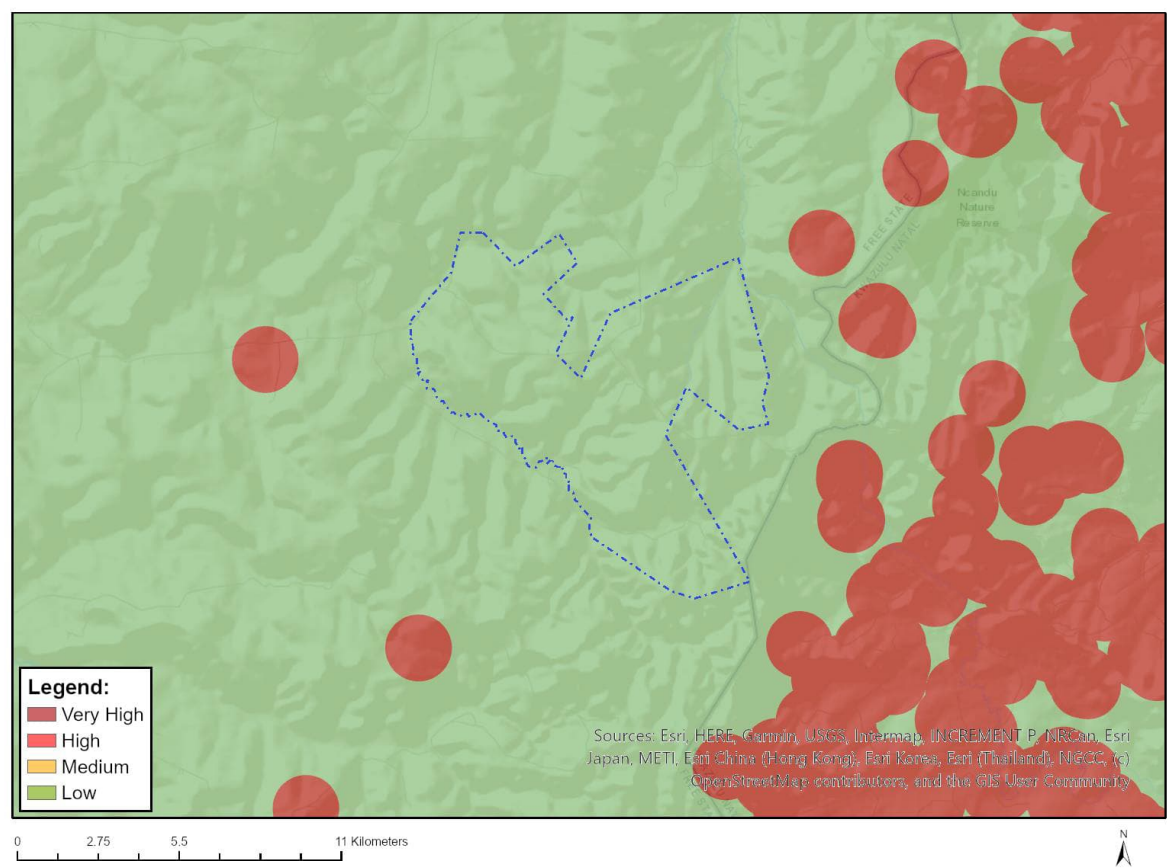 Ncandu
Nature
Reserve
FREE STATE
KWAZULU NATAL
Legend:
Very High
High
Medium
Low
Sources: Esri, HERE, Garmin, USGS, Intermap, INCREMENT P, NRCan, Esri
Japan, METI, Esri China (Hong Kong), Esri Korea, Esri (Thailand), NGCC, (c)
OpenStreetMap contributors, and the GIS User Community
0 2.75 5.5 11 Kilometers
N